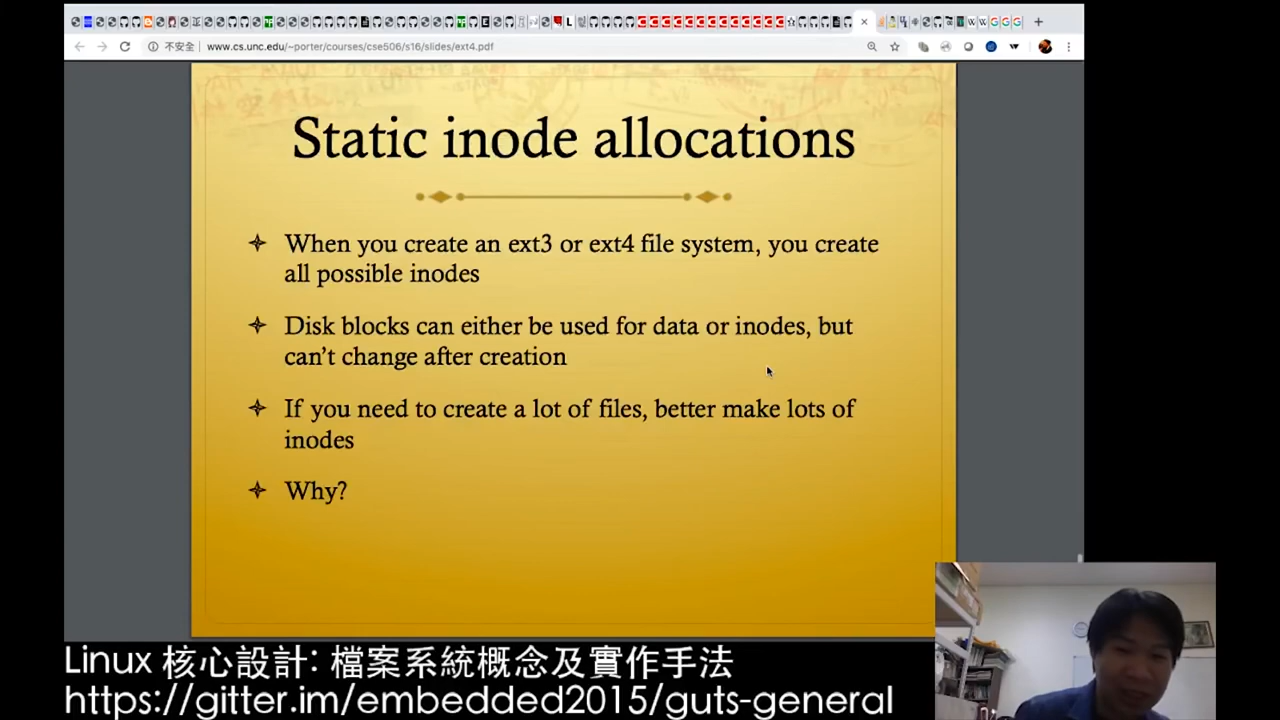 不安全 www.cs.unc.edu/~porter/courses/cse506/s16/slides/ext4.pdf
Static inode allocations
When you create an ext3 or ext4 file system, you create
all possible inodes
Disk blocks can either be used for data or inodes, but
can't change after creation
If you need to create a lot of files, better make lots of
inodes
Why?
Linux 核心設計: 檔案系統概念及實作手法
https://gitter.im/embedded2015/guts-general